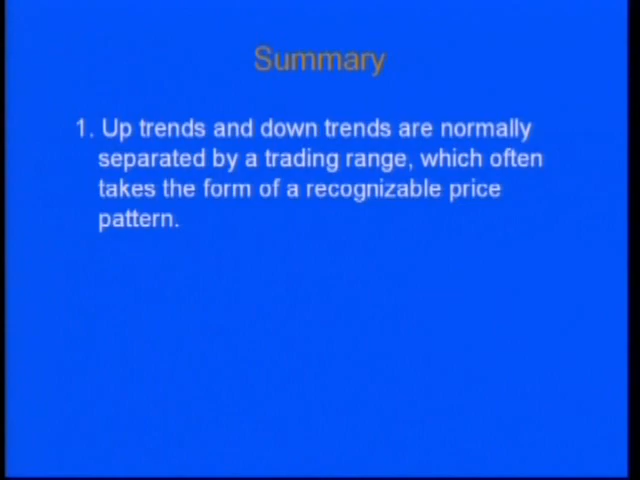 Summary
1. Up trends and down trends are normally
separated by a trading range, which often
takes the form of a recognizable price
pattern.